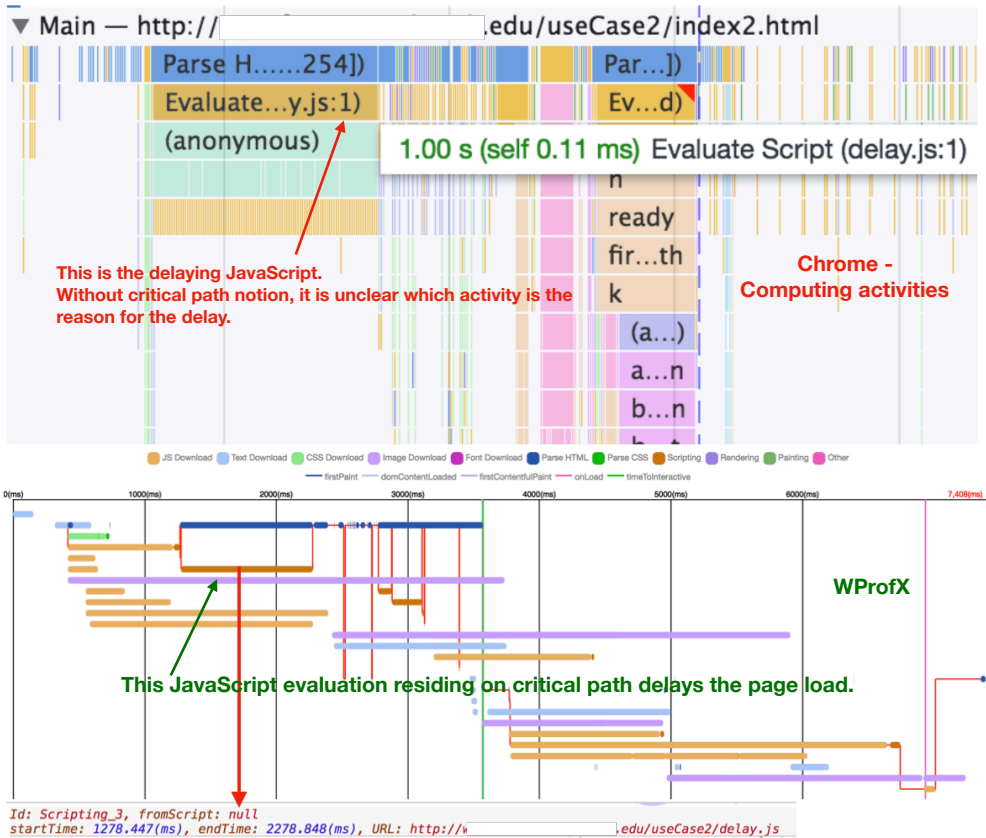 ▼ Main — http:// .edu/useCase2/index2.html
Parse H......254]) Par...])
Evaluate...y.js:1) Ev...d)
(anonymous)
1.00 s (self 0.11 ms) Evaluate Script (delay.js:1)
n
ready
fir...th
k
(a...)
a...n
b...n
This is the delaying JavaScript.
Without critical path notion, it is unclear which activity is the
reason for the delay.
Chrome -
Computing activities
JS Download Text Download CSS Download Image Download Font Download Parse HTML Parse CSS Scripting Rendering Painting Other
firstPaint domContentLoaded firstContentfulPaint onLoad timeToInteractive
0(ms) 1000(ms) 2000(ms) 3000(ms) 4000(ms) 5000(ms) 6000(ms) 7,406(ms)
WProfX
This JavaScript evaluation residing on critical path delays the page load.
Id: Scripting_3, fromScript: null
startTime: 1278.447(ms), endTime: 2278.848(ms), URL: http:// .edu/useCase2/delay.js